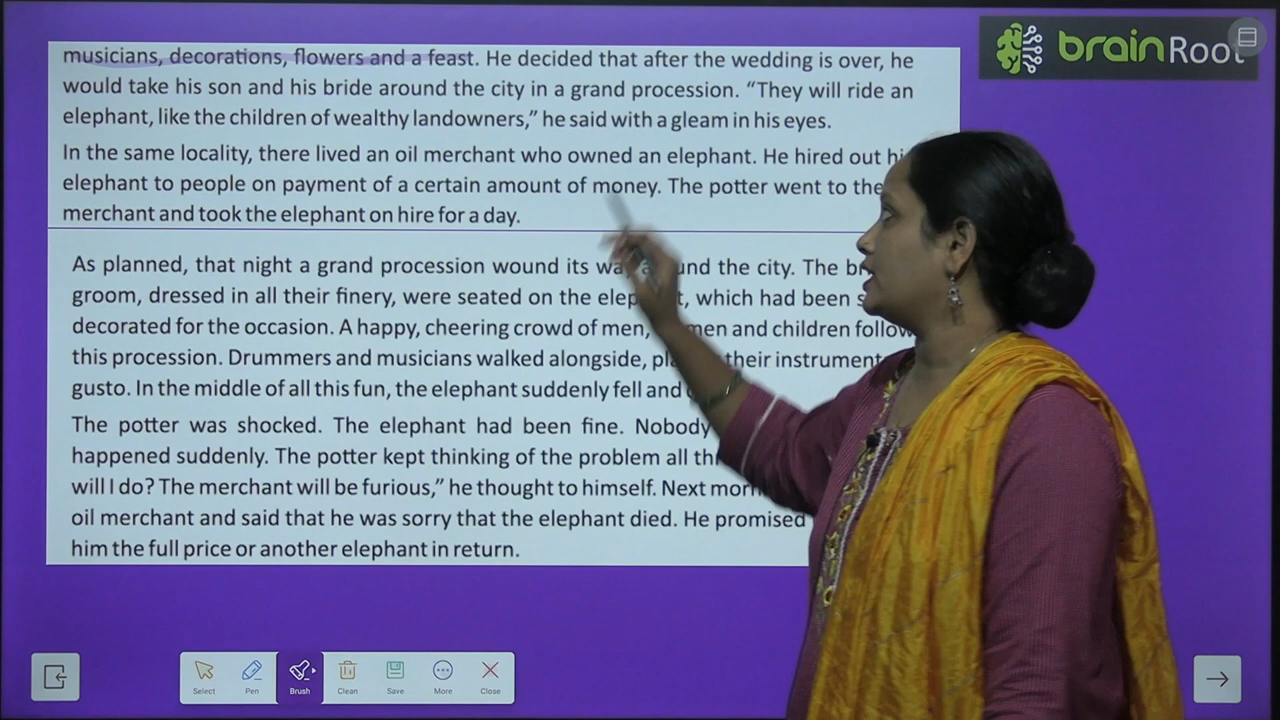 musicians, decorations, flowers and a feast. He decided that after the wedding is over, he
would take his son and his bride around the city in a grand procession. “They will ride an
elephant, like the children of wealthy landowners,” he said with a gleam in his eyes.
In the same locality, there lived an oil merchant who owned an elephant. He hired out
elephant to people on payment of a certain amount of money. The potter went to the
merchant and took the elephant on hire for a day.
As planned, that night a grand procession wound its way around the city. The
groom, dressed in all their finery, were seated on the elephant, which had been
decorated for the occasion. A happy, cheering crowd of men, women and children
this procession. Drummers and musicians walked alongside, their
gusto. In the middle of all this fun, the elephant suddenly fell and
The potter was shocked. The elephant had been fine. Nobody
happened suddenly. The potter kept thinking of the problem all
will I do? The merchant will be furious,” he thought to himself. Next
oil merchant and said that he was sorry that the elephant died. He promised
him the full price or another elephant in return.
brainRoot
Select Pen Brush Clean Save More Close